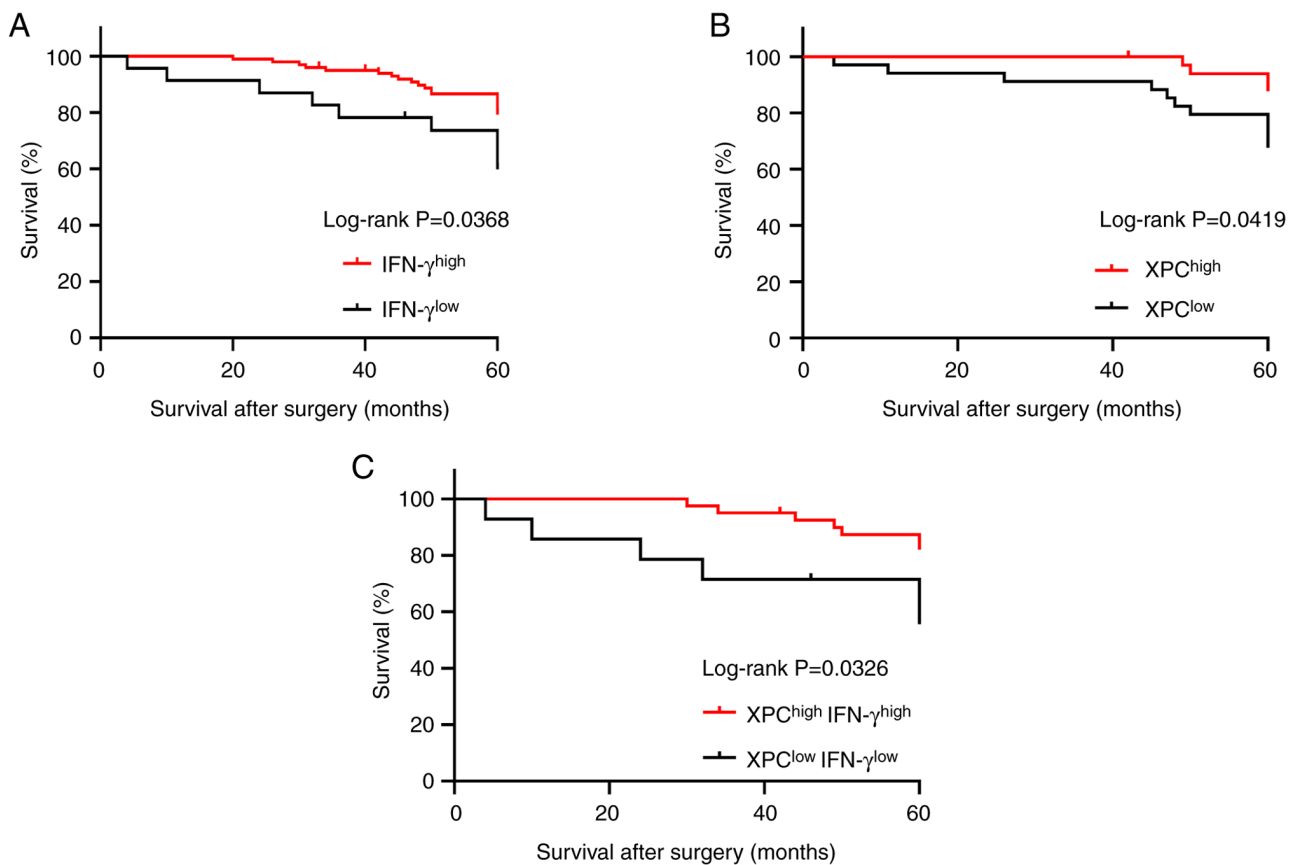 A
100
80
60
40
20
0
Survival (%)
Log-rank P=0.0368
IFN-γhigh
IFN-γlow
0 20 40 60
Survival after surgery (months)
B
100
80
60
40
20
0
Survival (%)
Log-rank P=0.0419
XPChigh
XPClow
0 20 40 60
Survival after surgery (months)
C
100
80
60
40
20
0
Survival (%)
Log-rank P=0.0326
XPChigh IFN-γhigh
XPClow IFN-γlow
0 20 40 60
Survival after surgery (months)